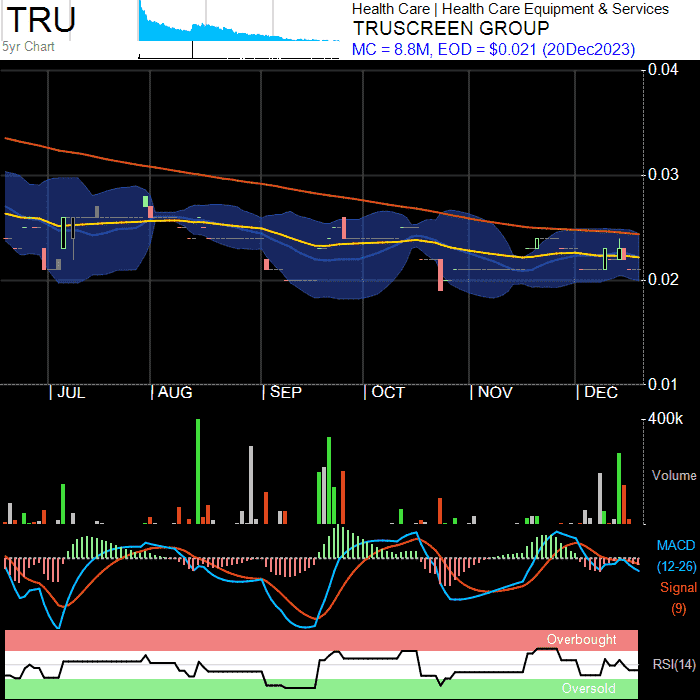 TRU
5yr Chart
Health Care | Health Care Equipment & Services
TRUSCREEN GROUP
MC = 8.8M, EOD = $0.021 (20Dec2023)
0.04
0.03
0.02
0.01
| JUL | AUG | SEP | OCT | NOV | DEC
400k
Volume
MACD
(12-26)
Signal
(9)
Overbought
RSI(14)
Oversold